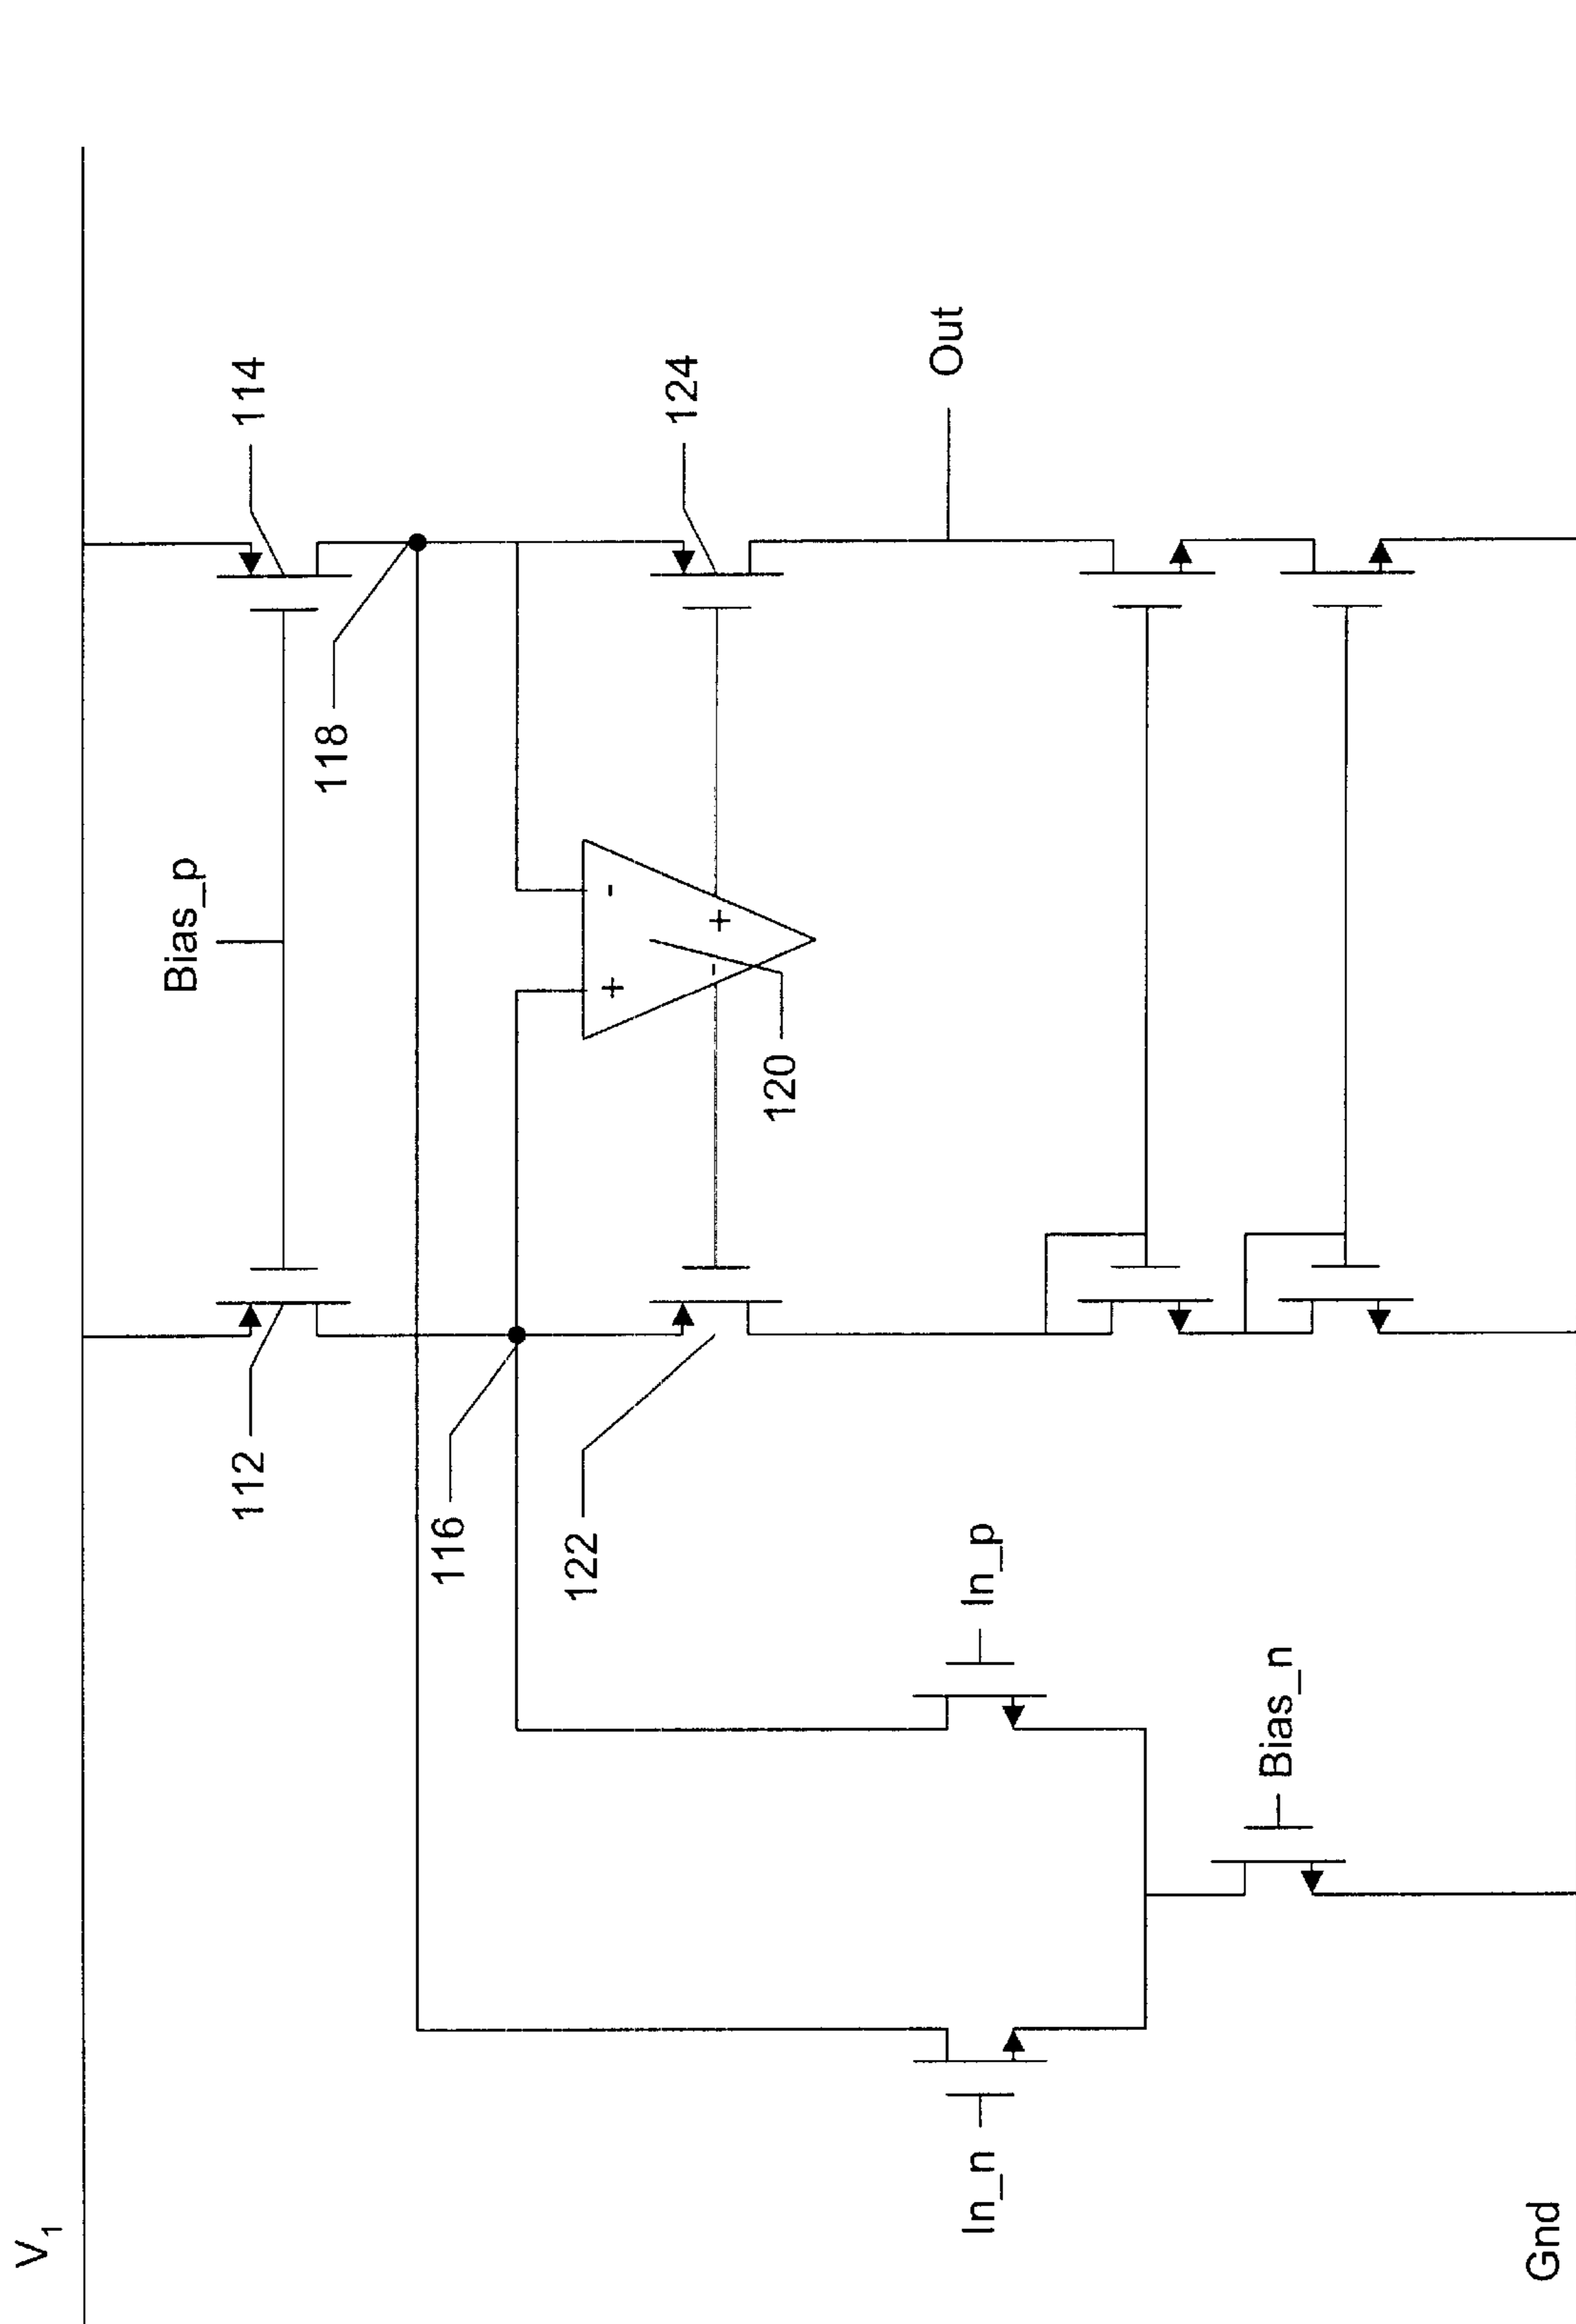 V1
Bias_p
112
114
118
116
122
124
120
In_n
In_p
Bias_n
Out
Gnd
+
-
-
+